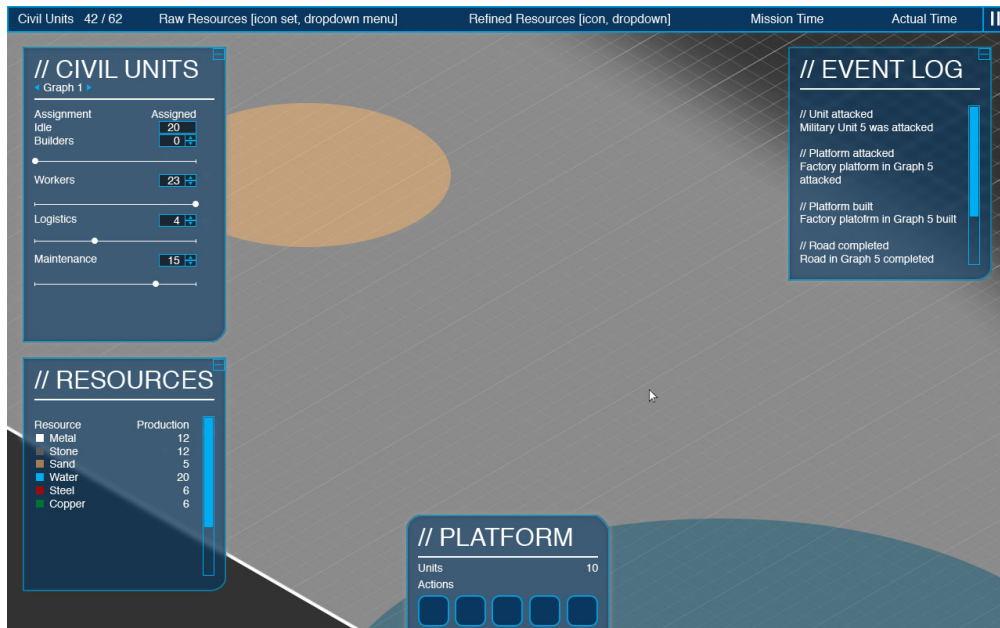 Civil Units 42 / 62 Raw Resources [icon set, dropdown menu] Refined Resources [icon, dropdown] Mission Time Actual Time
// CIVIL UNITS
Graph 1
Assignment Assigned
Idle 20
Builders 0
Workers 23
Logistics 4
Maintenance 15
// RESOURCES
Resource Production
Metal 12
Stone 12
Sand 5
Water 20
Steel 6
Copper 6
// PLATFORM
Units 10
Actions
// EVENT LOG
// Unit attacked
Military Unit 5 was attacked
// Platform attacked
Factory platform in Graph 5
attacked
// Platform built
Factory platofrm in Graph 5 built
// Road completed
Road in Graph 5 completed